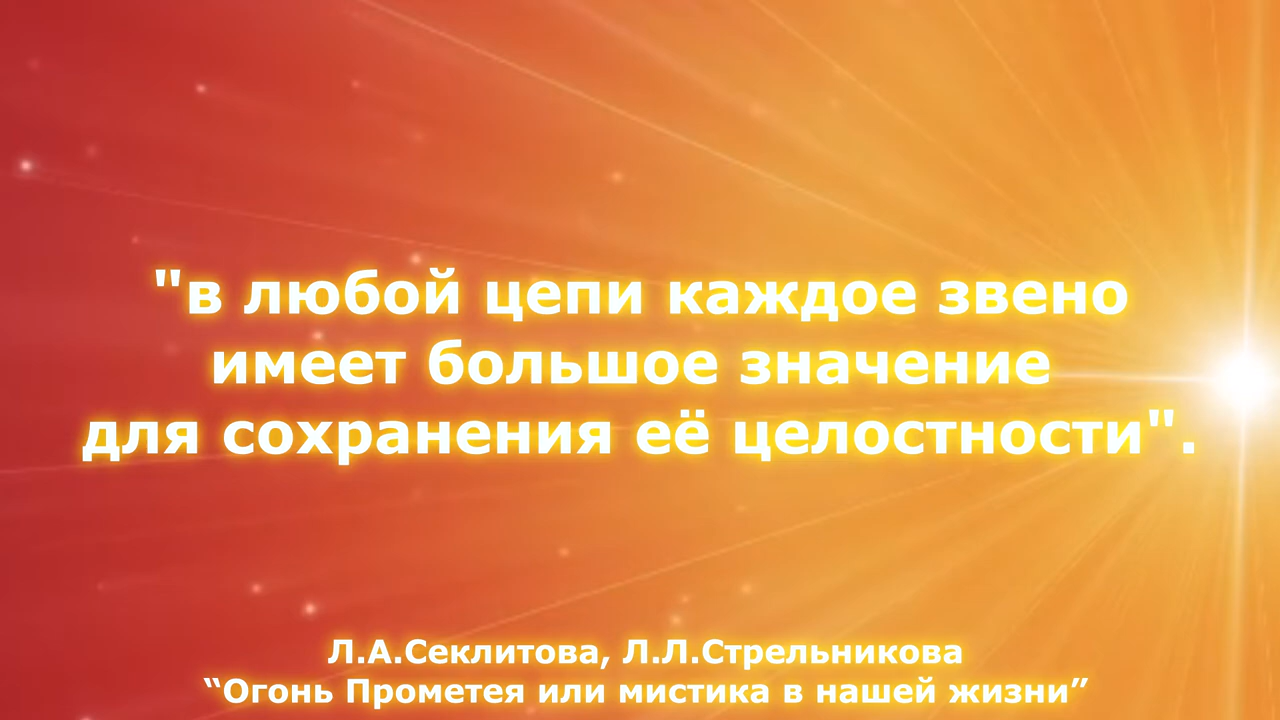 "в любой цепи каждое звено
имеет большое значение
для сохранения её целостности".
Л.А.Секлитова, Л.Л.Стрельникова
“Огонь Прометея или мистика в нашей жизни”